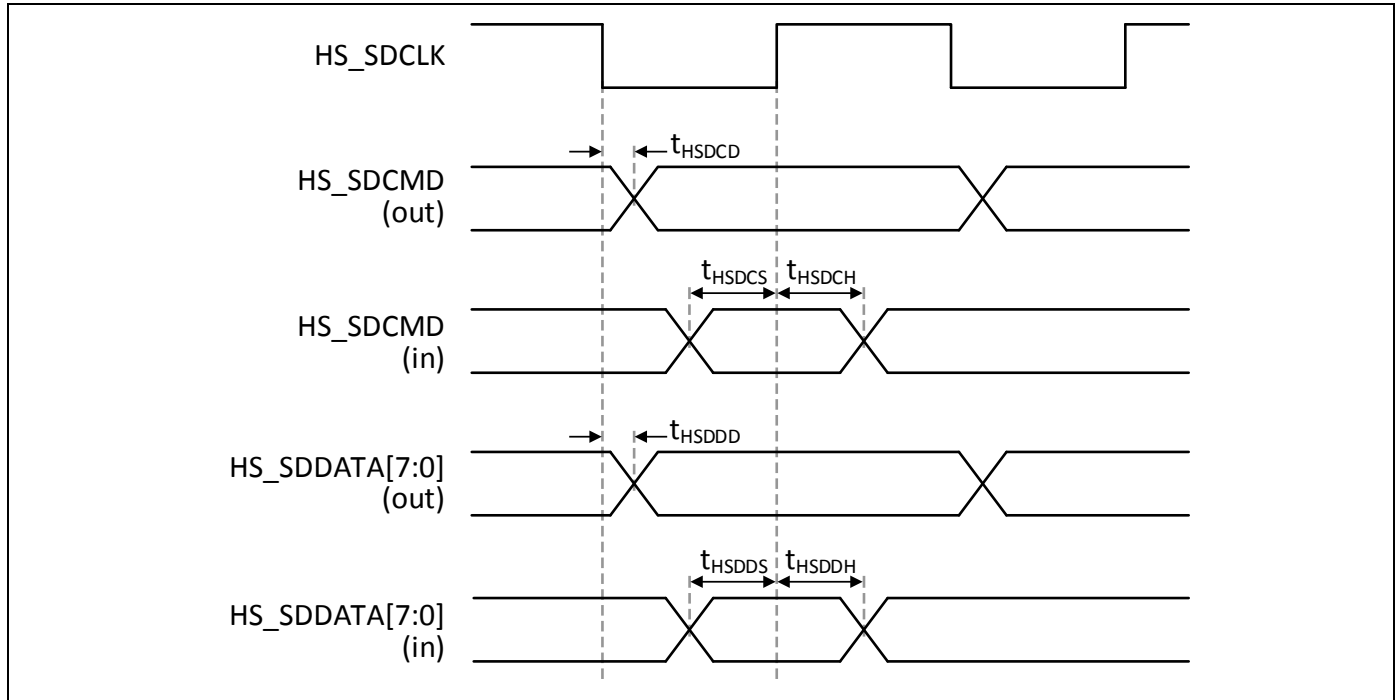 HS_SDCLK
tHSDCD
HS_SDCMD
(out)
tHSDCS tHSDCH
HS_SDCMD
(in)
tHSDDD
HS_SDDATA[7:0]
(out)
tHSDDS tHSDDH
HS_SDDATA[7:0]
(in)